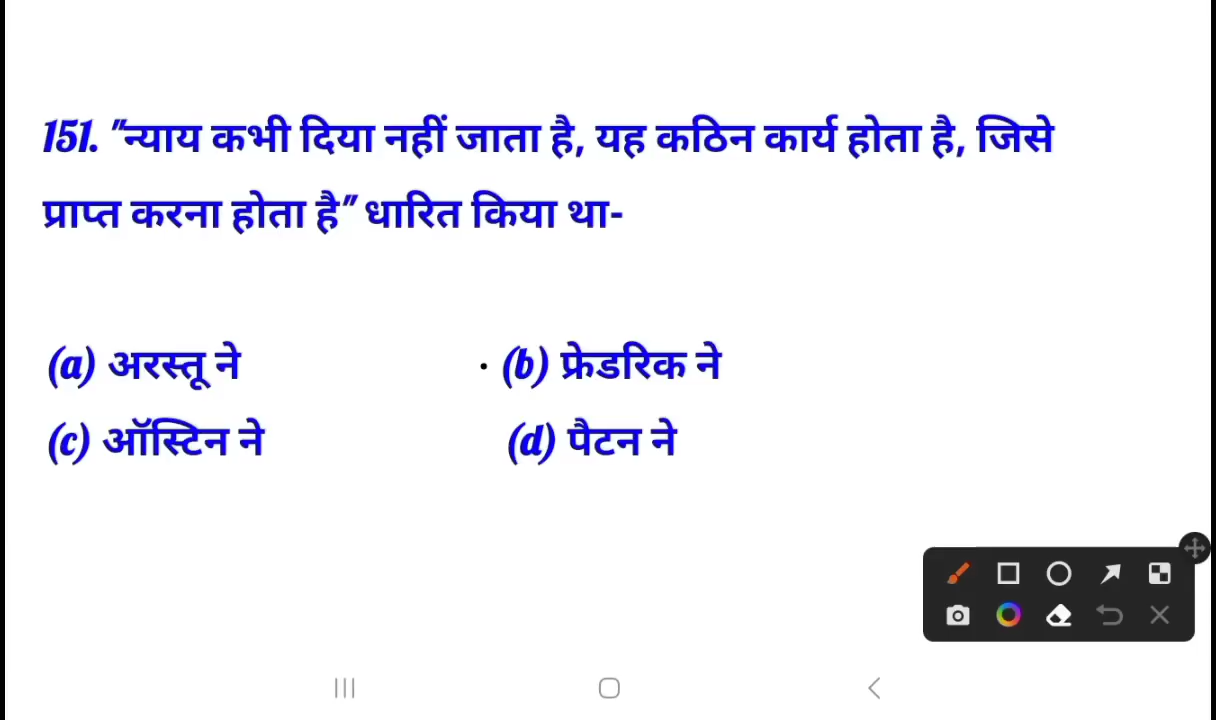 151. "न्याय कभी दिया नहीं जाता है, यह कठिन कार्य होता है, जिसे
प्राप्त करना होता है" धारित किया था-
(a) अरस्तू ने · (b) फ्रेडरिक ने
(c) ऑस्टिन ने (d) पैटन ने